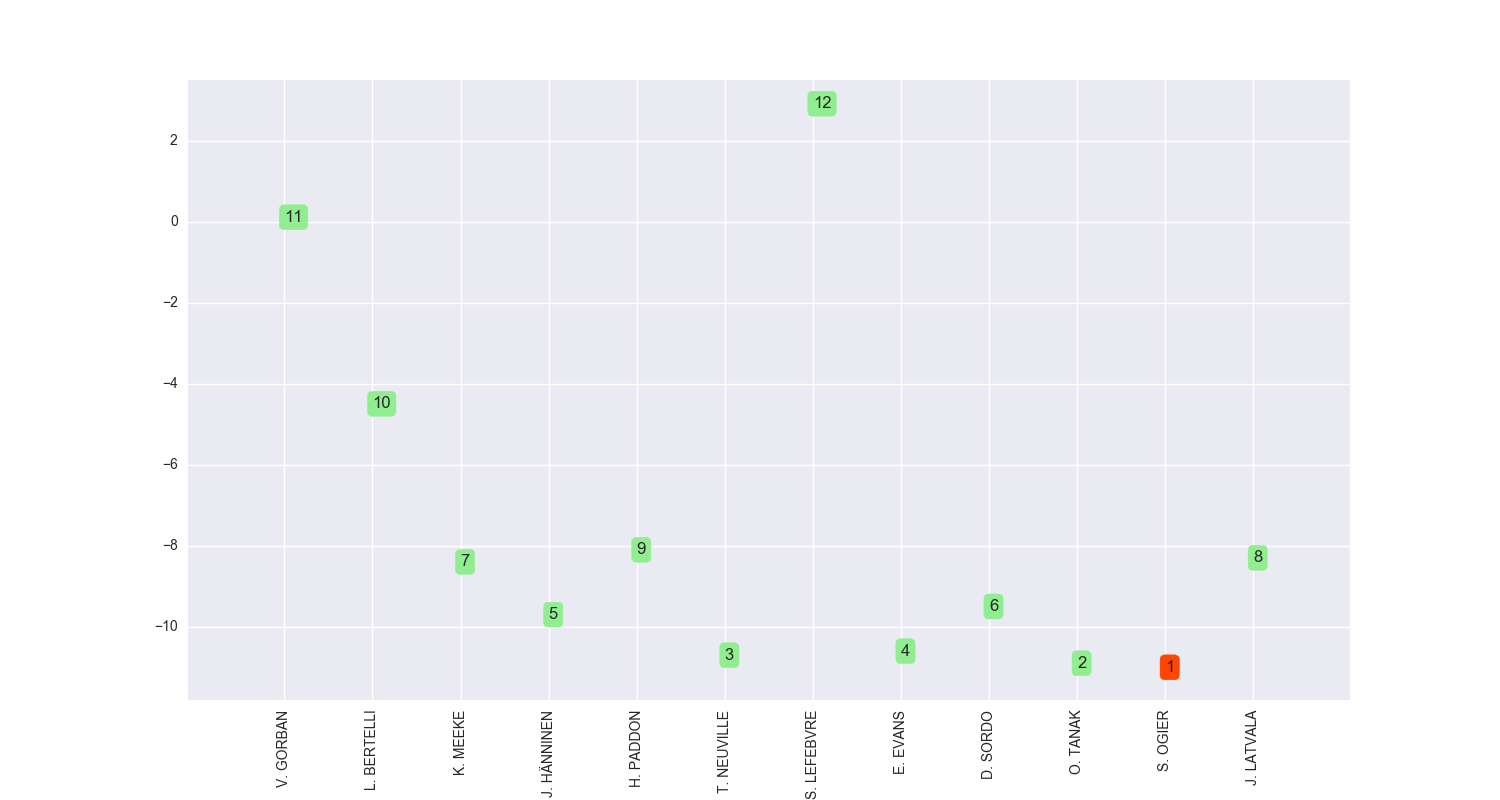 12
2
11
0
−2
−4
10
−6
−8
9
8
7
−10
6
5
4
3
2
1
V. GORBAN
L. BERTELLI
K. MEEKE
J. HÄNNINEN
H. PADDON
T. NEUVILLE
S. LEFEBVRE
E. EVANS
D. SORDO
O. TANAK
S. OGIER
J. LATVALA